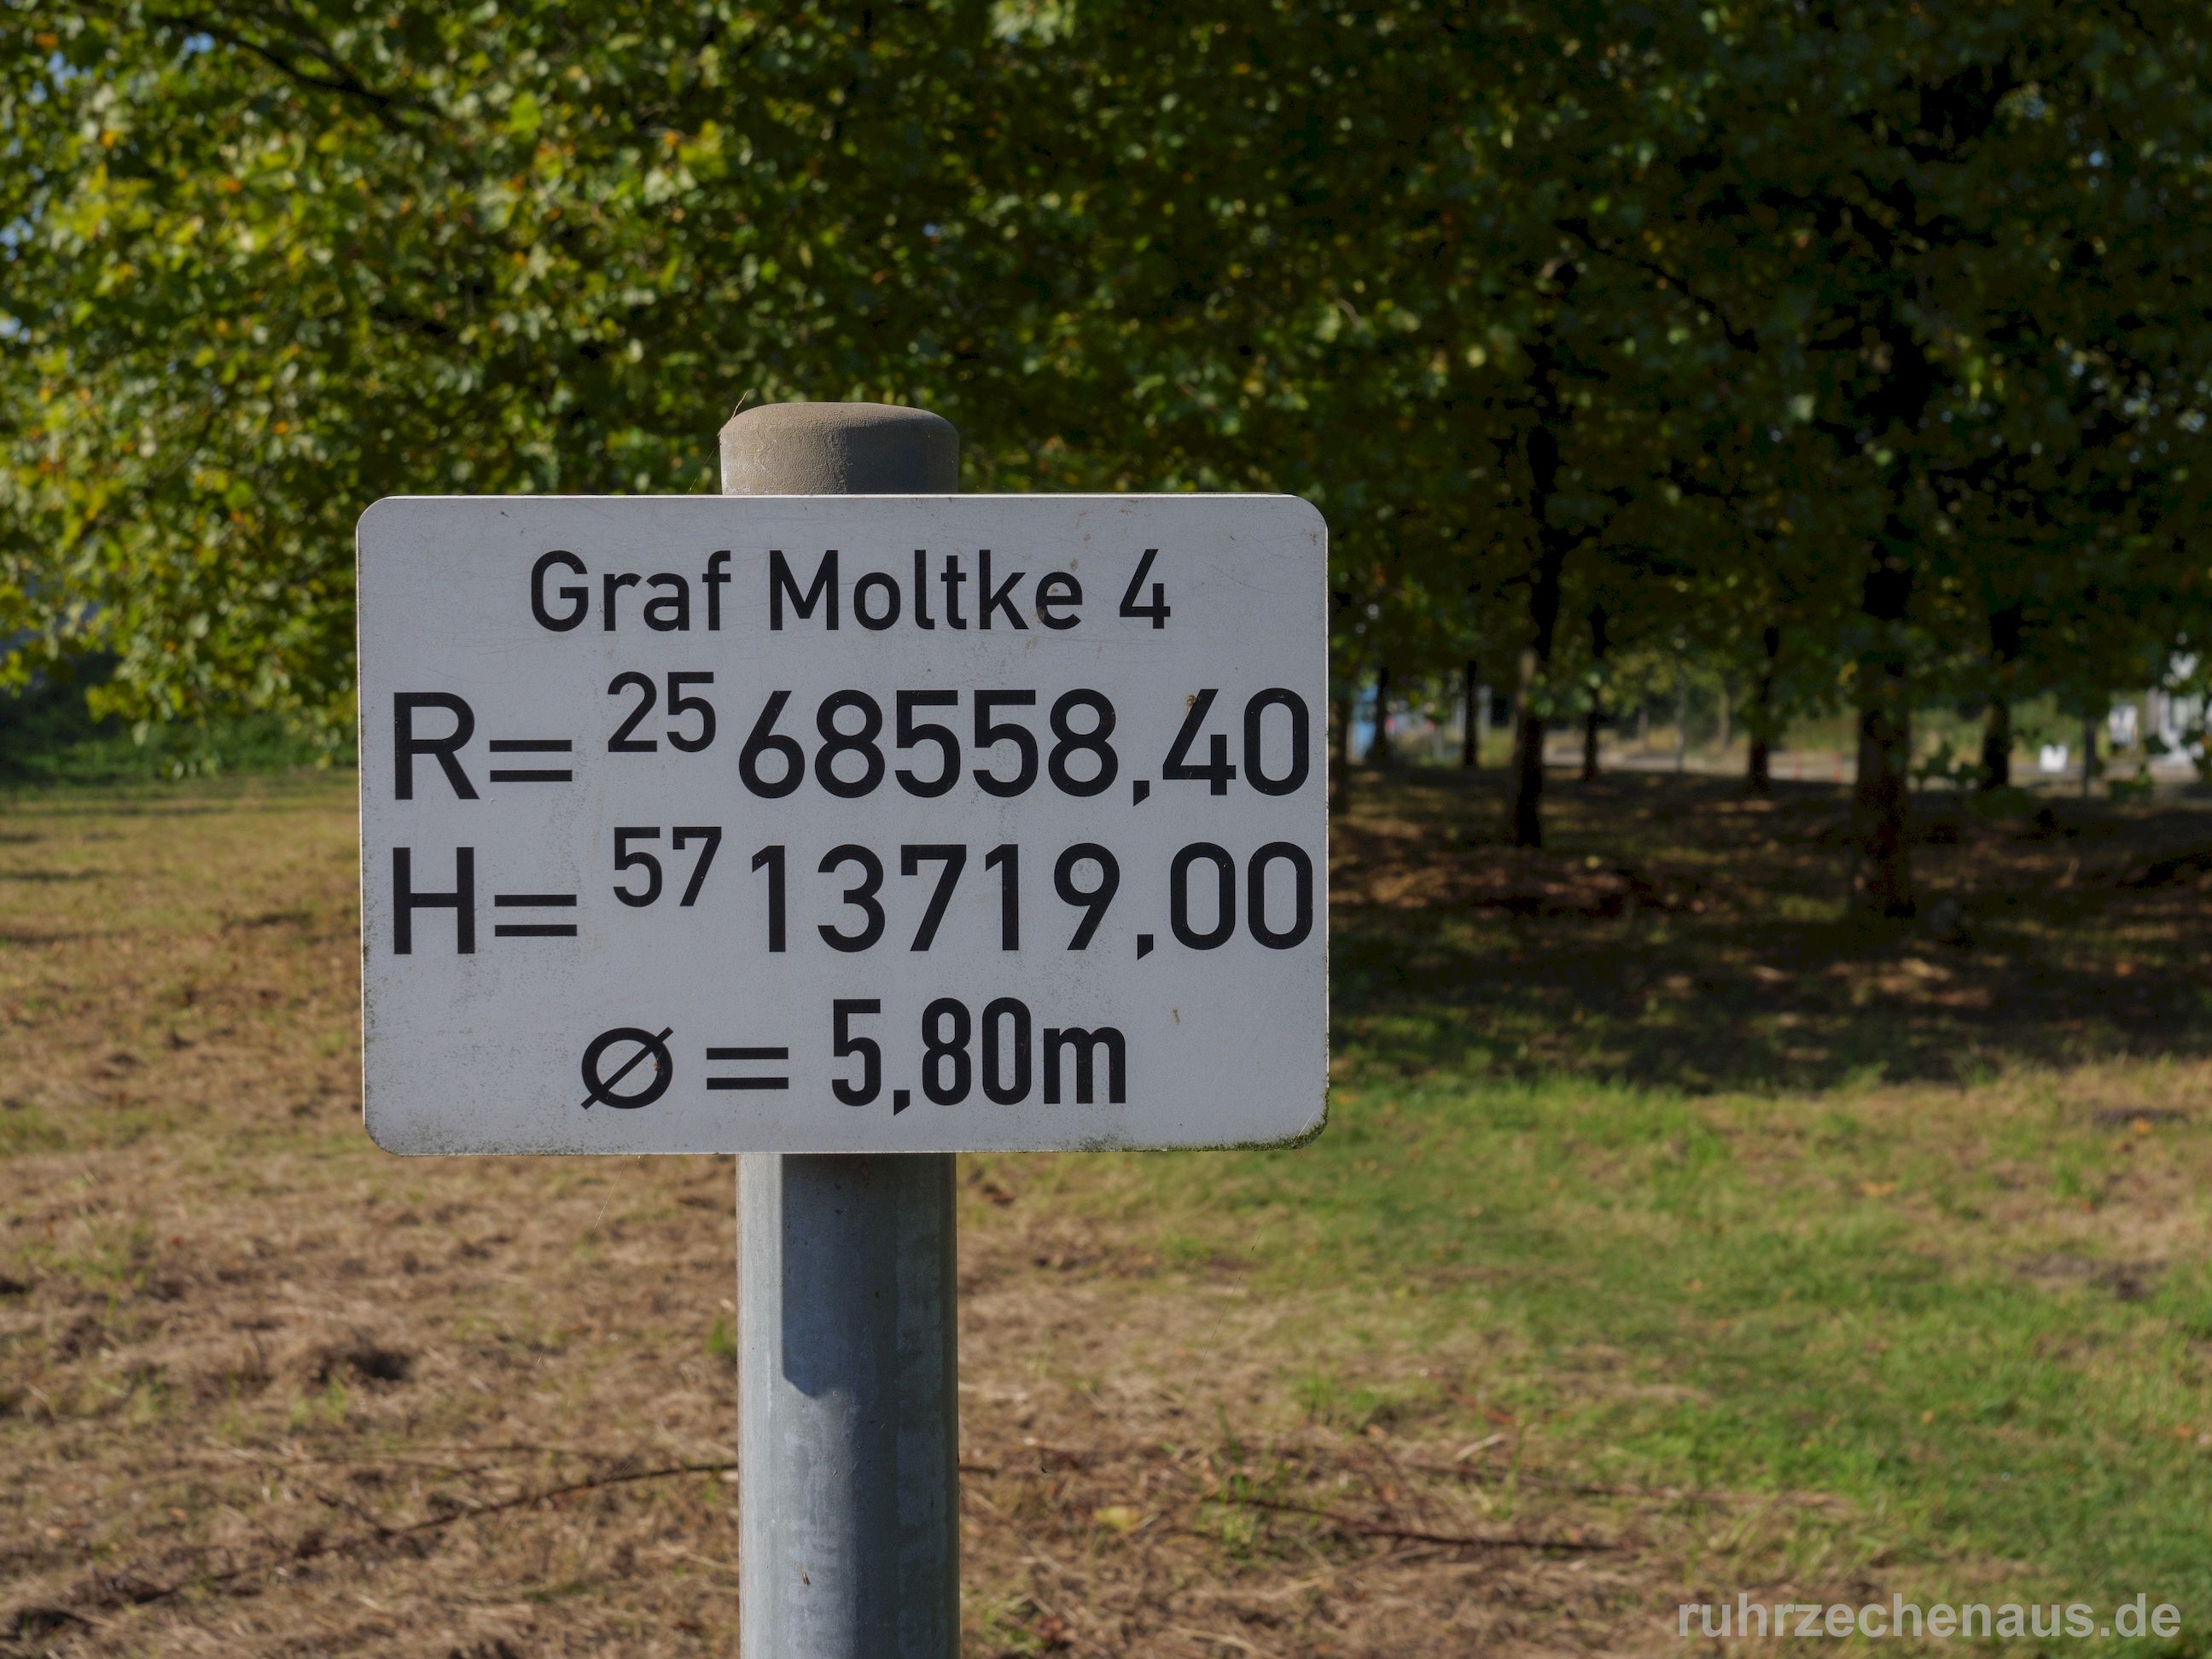 Graf Moltke 4
R= ²⁵68558,40
H= ⁵⁷13719,00
Ø = 5,80m
ruhrzechenaus.de